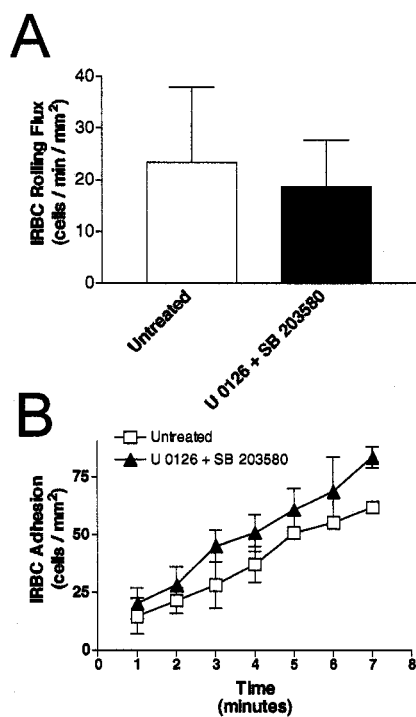 A
IRBC Rolling Flux
(cells / min / mm²)
40
30
20
10
0
Untreated
U 0126 + SB 203580
B
Untreated
U 0126 + SB 203580
IRBC Adhesion
(cells / mm²)
75
50
25
0
0 1 2 3 4 5 6 7 8
Time
(minutes)